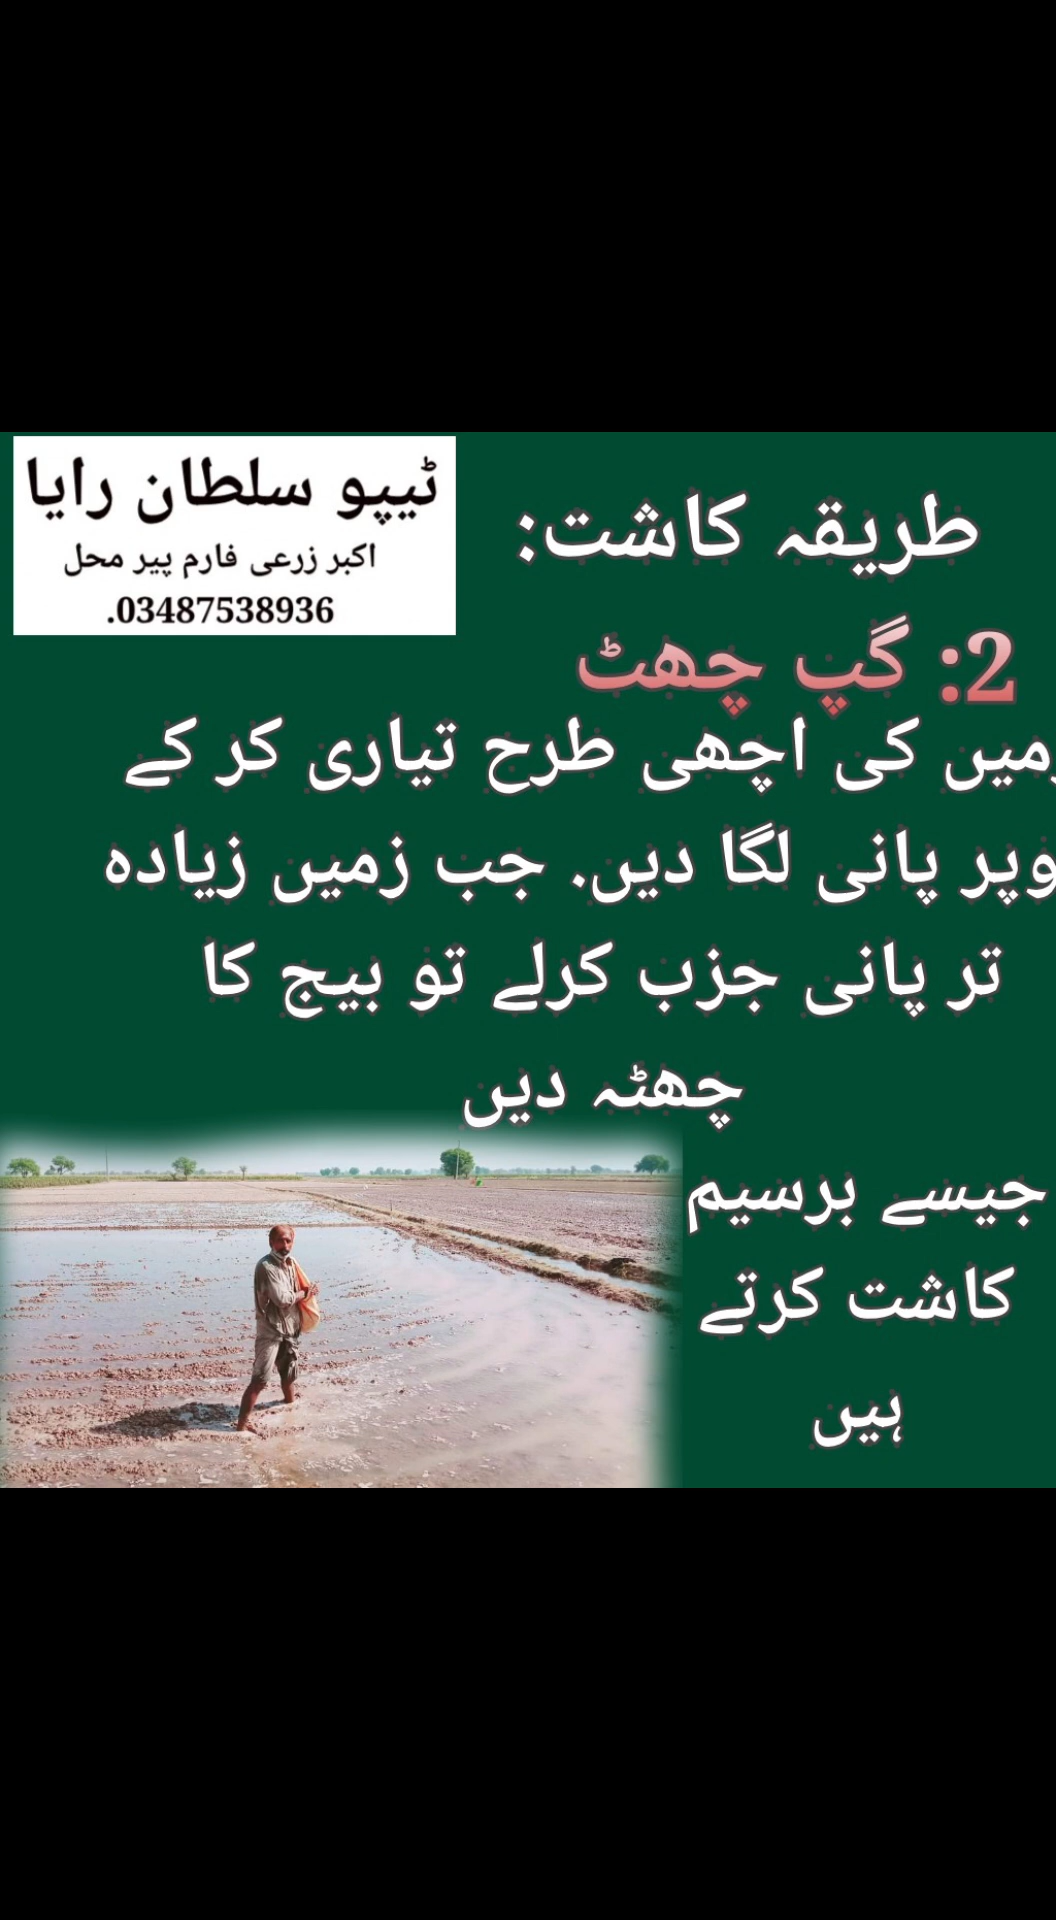 ٹیپو سلطان رایا
اکبر زرعی فارم پیر محل
03487538936.
طریقہ کاشت:
2: گپ چھٹ
زمیں کی اچھی طرح تیاری کر کے
وپر پانی لگا دیں. جب زمیں زیادہ
تر پانی جزب کرلے تو بیج کا
چھٹہ دیں
جیسے برسیم
کاشت کرتے
ہیں